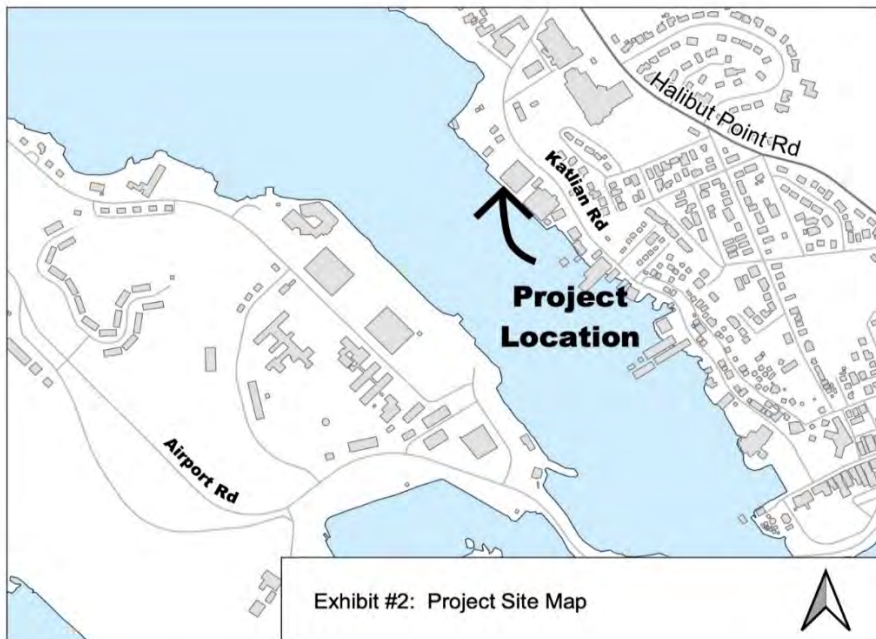 Halibut Point Rd
Katlian Rd
Project
Location
Airport Rd
Exhibit #2: Project Site Map